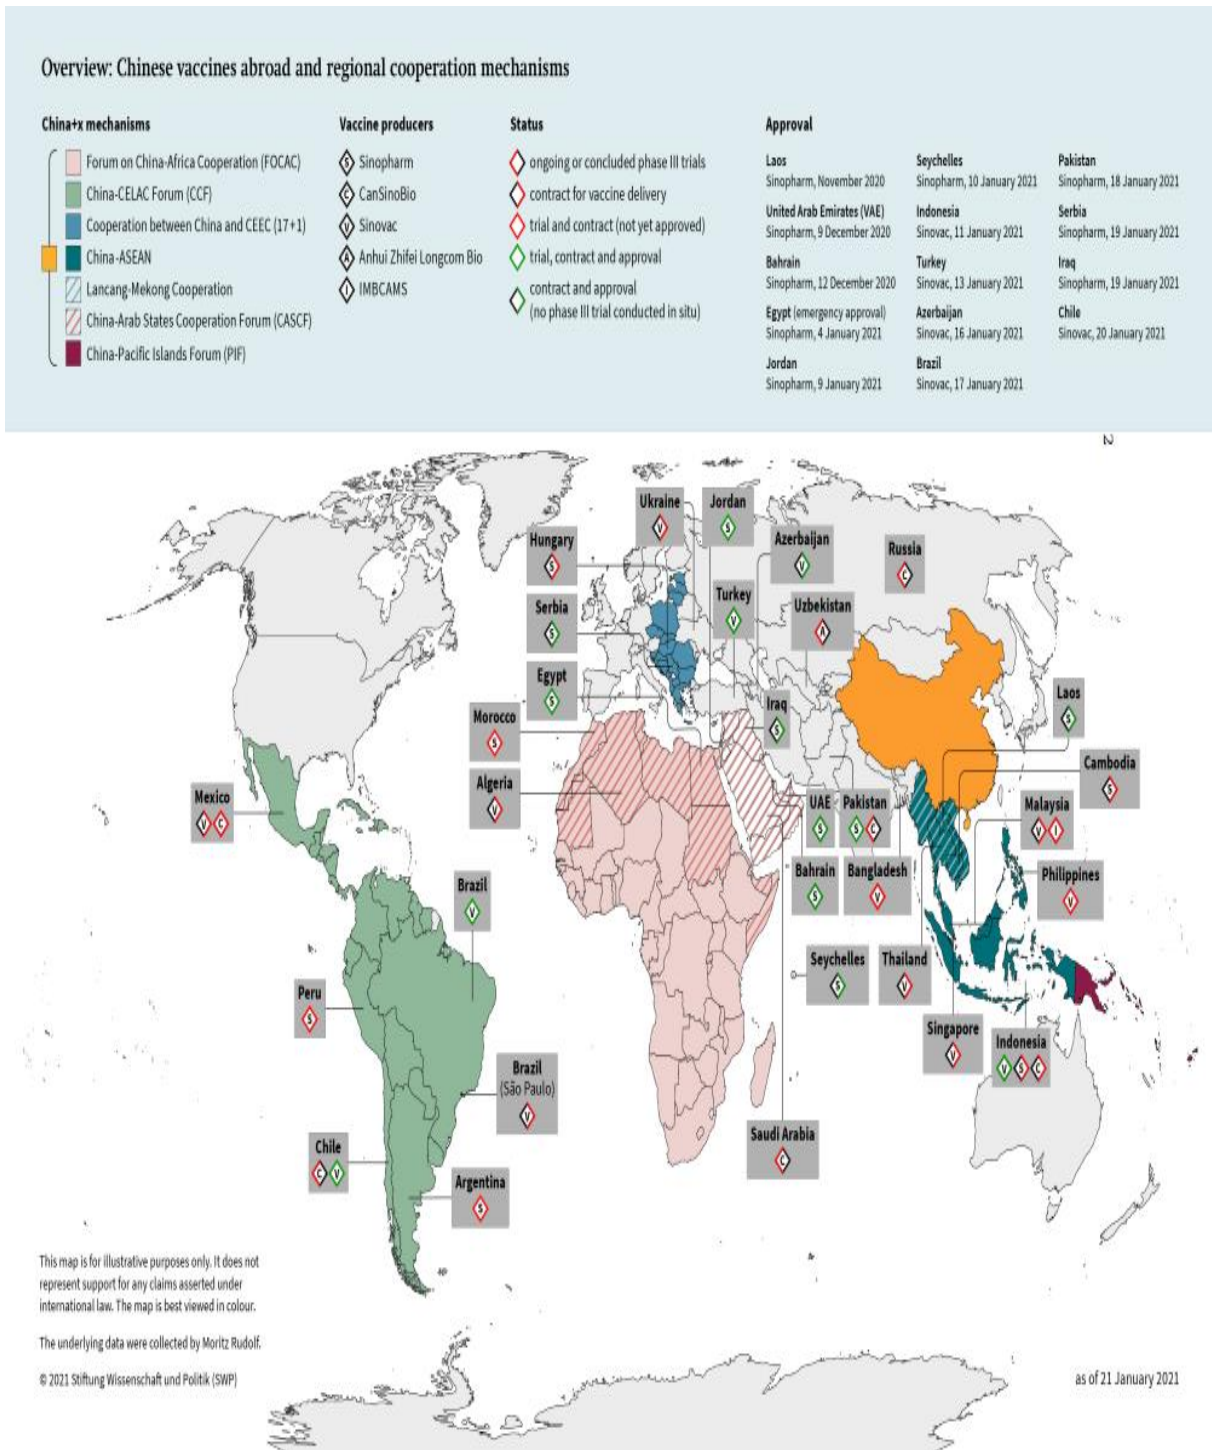 Overview: Chinese vaccines abroad and regional cooperation mechanisms
China+x mechanisms
Forum on China-Africa Cooperation (FOCAC)
China-CELAC Forum (CCF)
Cooperation between China and CEEC (17+1)
China-ASEAN
Lancang-Mekong Cooperation
China-Arab States Cooperation Forum (CASCF)
China-Pacific Islands Forum (PIF)
Vaccine producers
S Sinopharm
C CanSinoBio
V Sinovac
A Anhui Zhifei Longcom Bio
I IMBCAMS
Status
ongoing or concluded phase III trials
contract for vaccine delivery
trial and contract (not yet approved)
trial, contract and approval
contract and approval
(no phase III trial conducted in situ)
Approval
Laos
Sinopharm, November 2020
United Arab Emirates (VAE)
Sinopharm, 9 December 2020
Bahrain
Sinopharm, 12 December 2020
Egypt (emergency approval)
Sinopharm, 4 January 2021
Jordan
Sinopharm, 9 January 2021
Seychelles
Sinopharm, 10 January 2021
Indonesia
Sinovac, 11 January 2021
Turkey
Sinovac, 13 January 2021
Azerbaijan
Sinovac, 16 January 2021
Brazil
Sinovac, 17 January 2021
Pakistan
Sinopharm, 18 January 2021
Serbia
Sinopharm, 19 January 2021
Iraq
Sinopharm, 19 January 2021
Chile
Sinovac, 20 January 2021
2
Ukraine
V
Jordan
S
Hungary
S
Azerbaijan
V
Russia
C
Serbia
S
Turkey
V
Uzbekistan
A
Egypt
S
Iraq
S
Laos
S
Morocco
S
Cambodia
S
Algeria
V
Mexico
V C
UAE
S
Pakistan
S C
Malaysia
V I
Bahrain
S
Bangladesh
V
Philippines
V
Brazil
V
Seychelles
S
Thailand
V
Peru
S
Singapore
V
Indonesia
V S C
Brazil
(São Paulo)
V
Saudi Arabia
C
Chile
C V
Argentina
S
This map is for illustrative purposes only. It does not
represent support for any claims asserted under
international law. The map is best viewed in colour.
The underlying data were collected by Moritz Rudolf.
© 2021 Stiftung Wissenschaft und Politik (SWP)
as of 21 January 2021